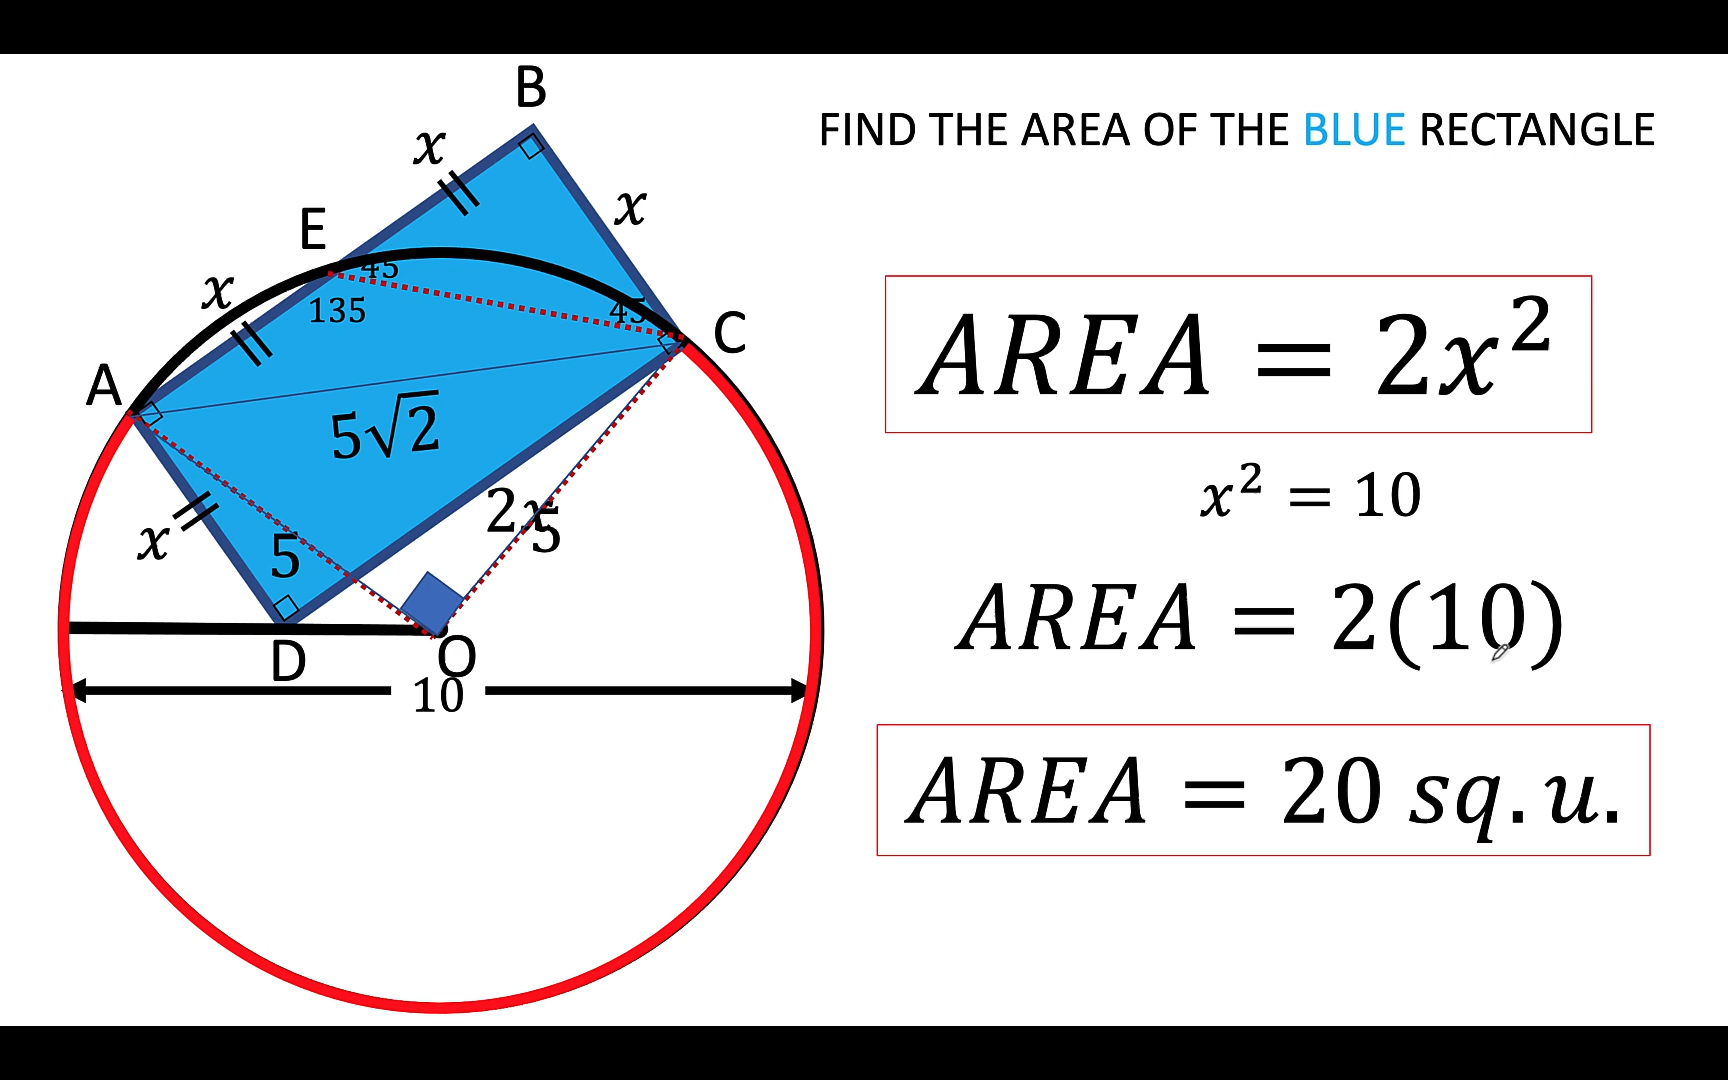 FIND THE AREA OF THE BLUE RECTANGLE
B
x
x
E
x
45
135
45
C
A
5√2
AREA = 2x²
x² = 10
2x
5
x
5
AREA = 2(10)
D
O
10
AREA = 20 sq.u.